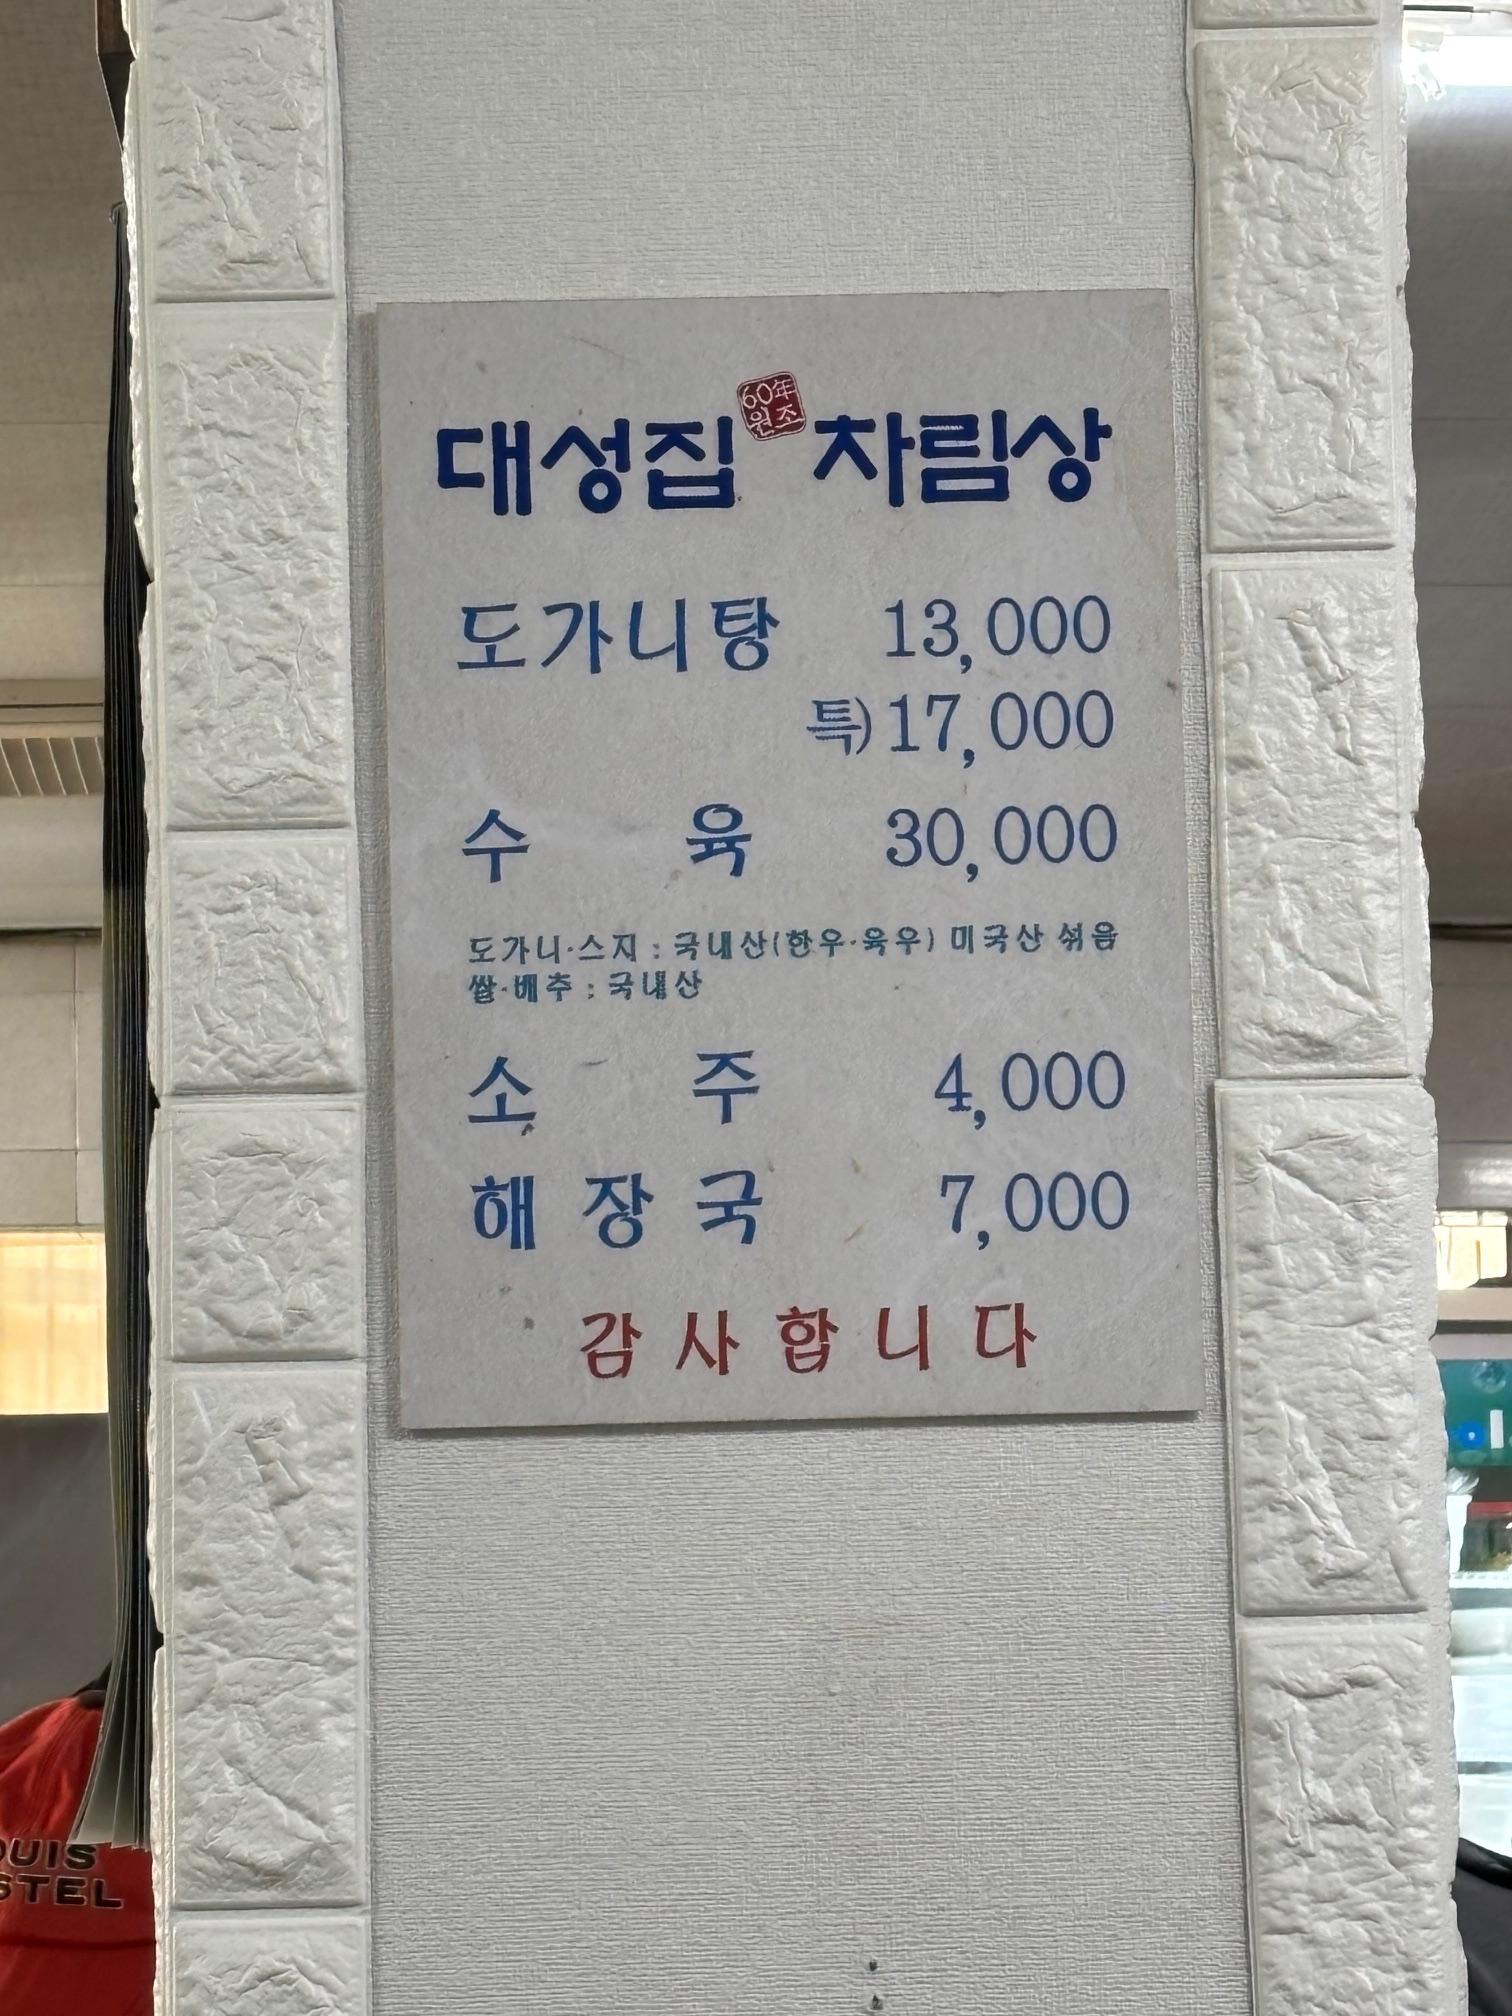 60年
원조
대성집 차림상
도가니탕 13,000
특) 17,000
수 육 30,000
도가니·스지 : 국내산(한우·육우) 미국산 섞음
쌀·배추 : 국내산
소 주 4,000
해 장 국 7,000
감 사 합 니 다
OUIS
STEL